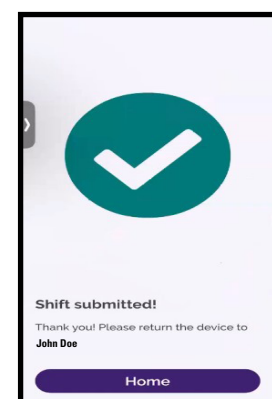 Shift submitted!
Thank you! Please return the device to
John Doe
Home